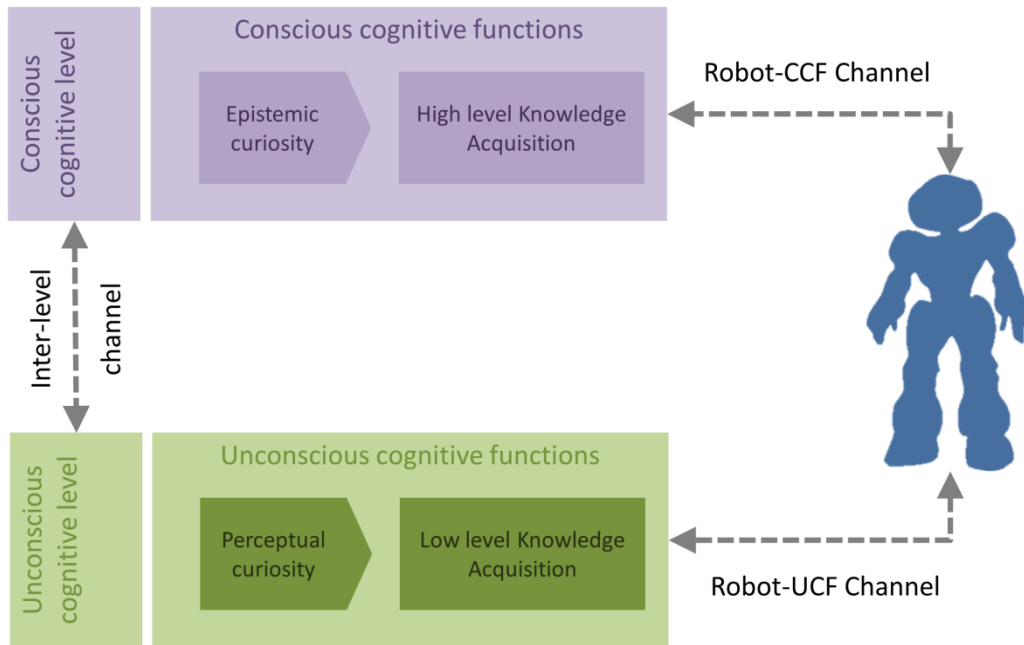 Conscious
cognitive level
Conscious cognitive functions
Epistemic
curiosity
High level Knowledge
Acquisition
Robot-CCF Channel
Inter-level
channel
Unconscious
cognitive level
Unconscious cognitive functions
Perceptual
curiosity
Low level Knowledge
Acquisition
Robot-UCF Channel